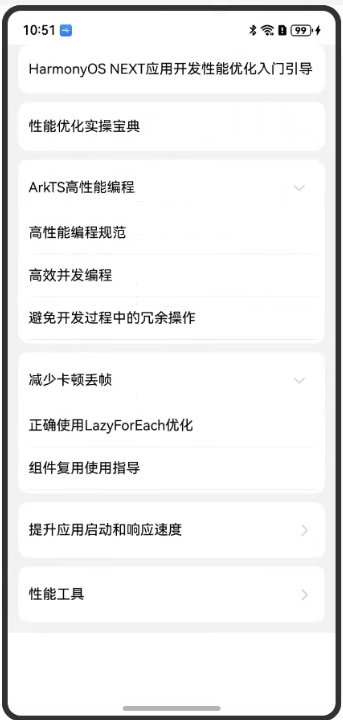 10:51 99
HarmonyOS NEXT应用开发性能优化入门引导
性能优化实操宝典
ArkTS高性能编程
高性能编程规范
高效并发编程
避免开发过程中的冗余操作
减少卡顿丢帧
正确使用LazyForEach优化
组件复用使用指导
提升应用启动和响应速度
性能工具